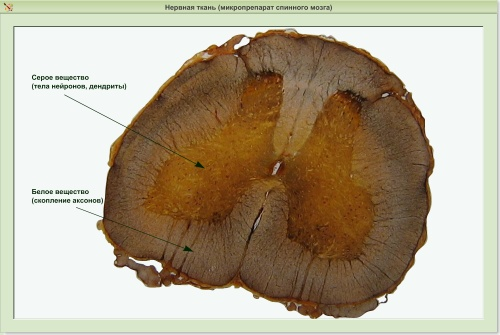 Нервная ткань (микропрепарат спинного мозга)
Серое вещество
(тела нейронов, дендриты)
Белое вещество
(скопление аксонов)